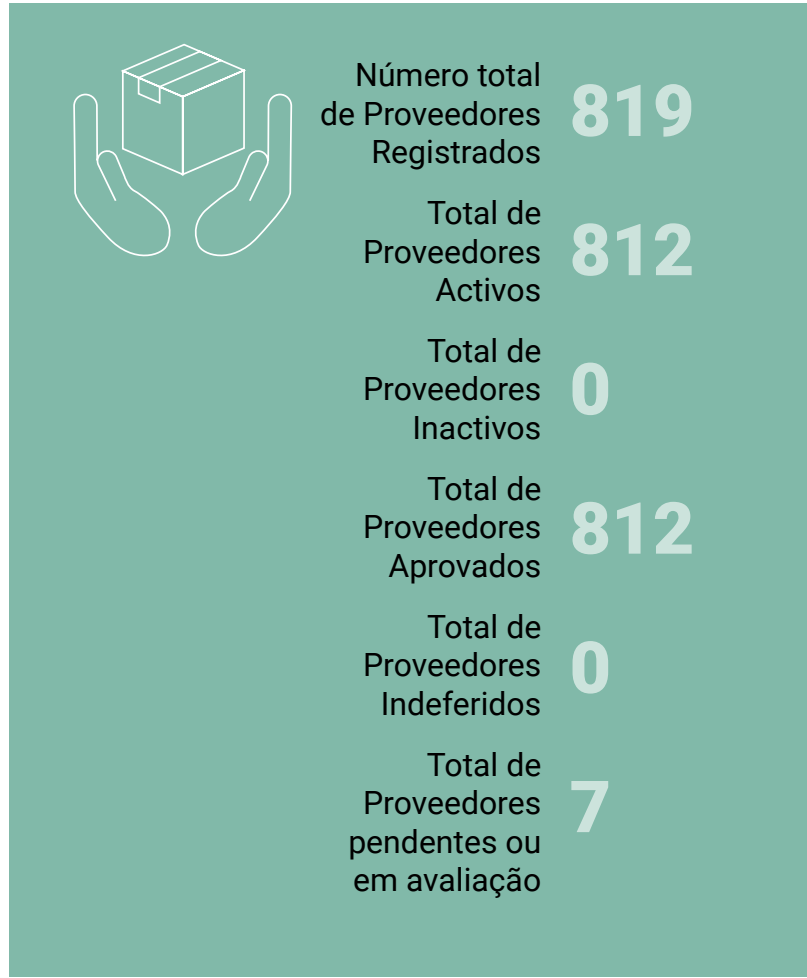 Número total
de Proveedores
Registrados
819
Total de
Proveedores
Activos
812
Total de
Proveedores
Inactivos
0
Total de
Proveedores
Aprovados
812
Total de
Proveedores
Indeferidos
0
Total de
Proveedores
pendentes ou
em avaliação
7